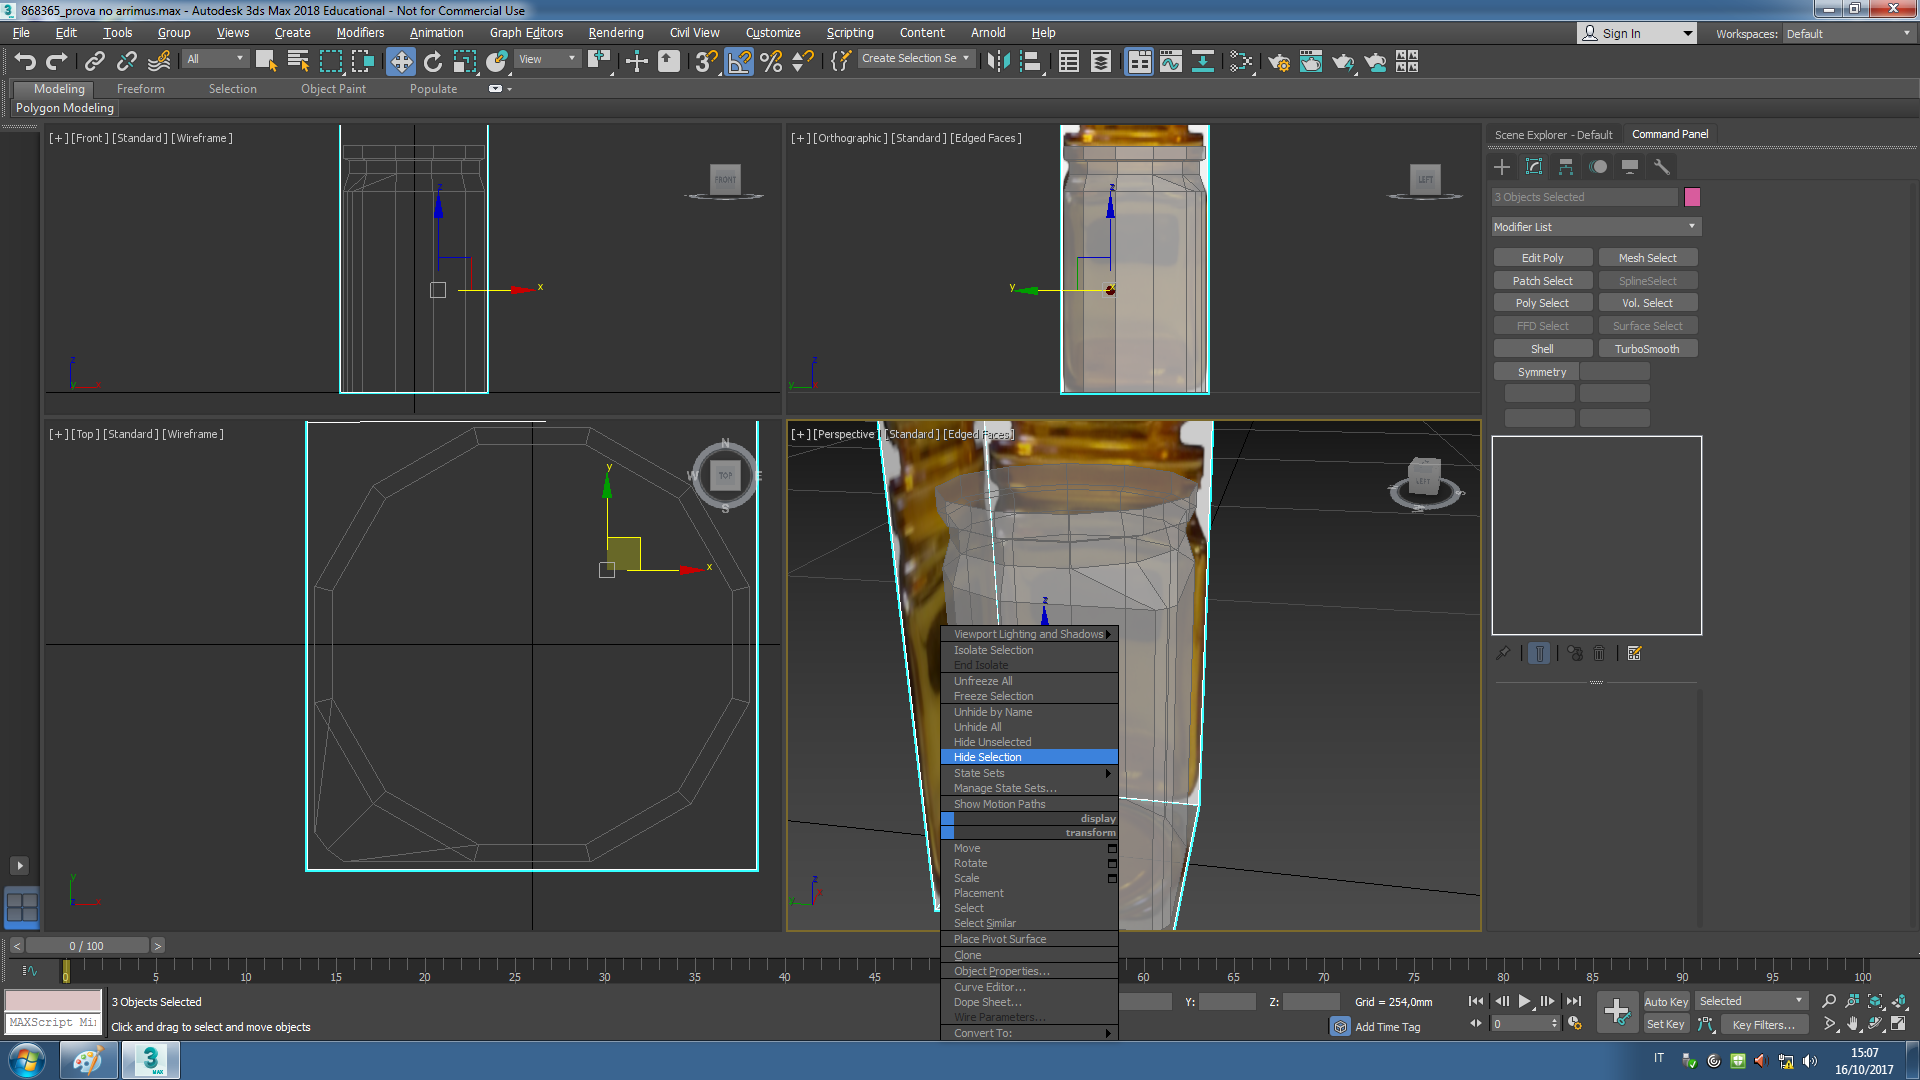 868365_prova no arrimus.max - Autodesk 3ds Max 2018 Educational - Not for Commercial Use
File Edit Tools Group Views Create Modifiers Animation Graph Editors Rendering Civil View Customize Scripting Content Arnold Help
Sign In
Workspaces: Default
All
View
Create Selection Se
Modeling Freeform Selection Object Paint Populate
Polygon Modeling
[+] [Front ] [Standard ] [Wireframe ]
FRONT
z
x
[+] [Orthographic ] [Standard ] [Edged Faces ]
LEFT
z
y
x
[+] [Top ] [Standard ] [Wireframe ]
N
W
TOP
E
S
y
x
[+] [Perspective ] [Standard ] [Edged Faces ]
LEFT
z
Viewport Lighting and Shadows
Isolate Selection
End Isolate
Unfreeze All
Freeze Selection
Unhide by Name
Unhide All
Hide Unselected
Hide Selection
State Sets
Manage State Sets...
Show Motion Paths
display
transform
Move
Rotate
Scale
Placement
Select
Select Similar
Place Pivot Surface
Clone
Object Properties...
Curve Editor...
Dope Sheet...
Wire Parameters...
Convert To:
Scene Explorer - Default
Command Panel
3 Objects Selected
Modifier List
Edit Poly
Mesh Select
Patch Select
SplineSelect
Poly Select
Vol. Select
FFD Select
Surface Select
Shell
TurboSmooth
Symmetry
< 0 / 100 >
0 5 10 15 20 25 30 35 40 45 60 65 70 75 80 85 90 95 100
3 Objects Selected
MAXScript Mi
Click and drag to select and move objects
Y:
Z:
Grid = 254,0mm
Add Time Tag
0
Auto Key
Selected
Set Key
Key Filters...
3
MAX
IT
15:07
16/10/2017